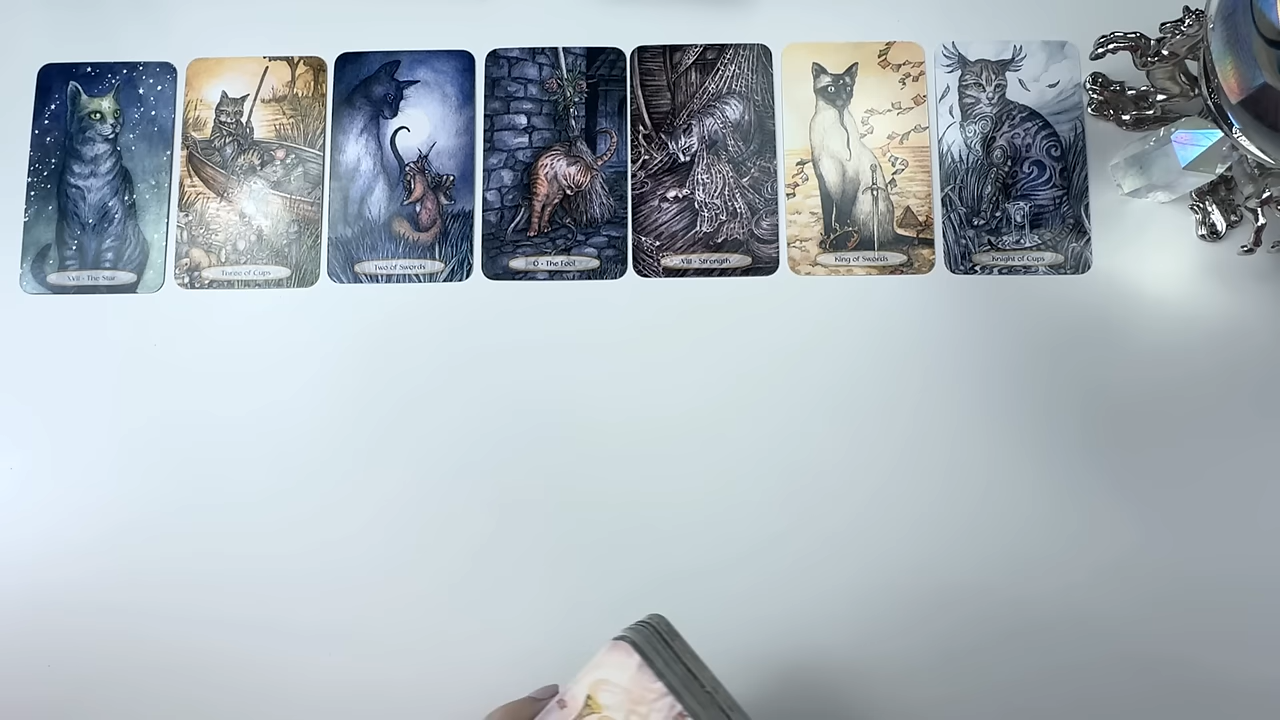 XVII - The Star
Three of Cups
Two of Swords
0 - The Fool
VIII - Strength
King of Swords
Knight of Cups